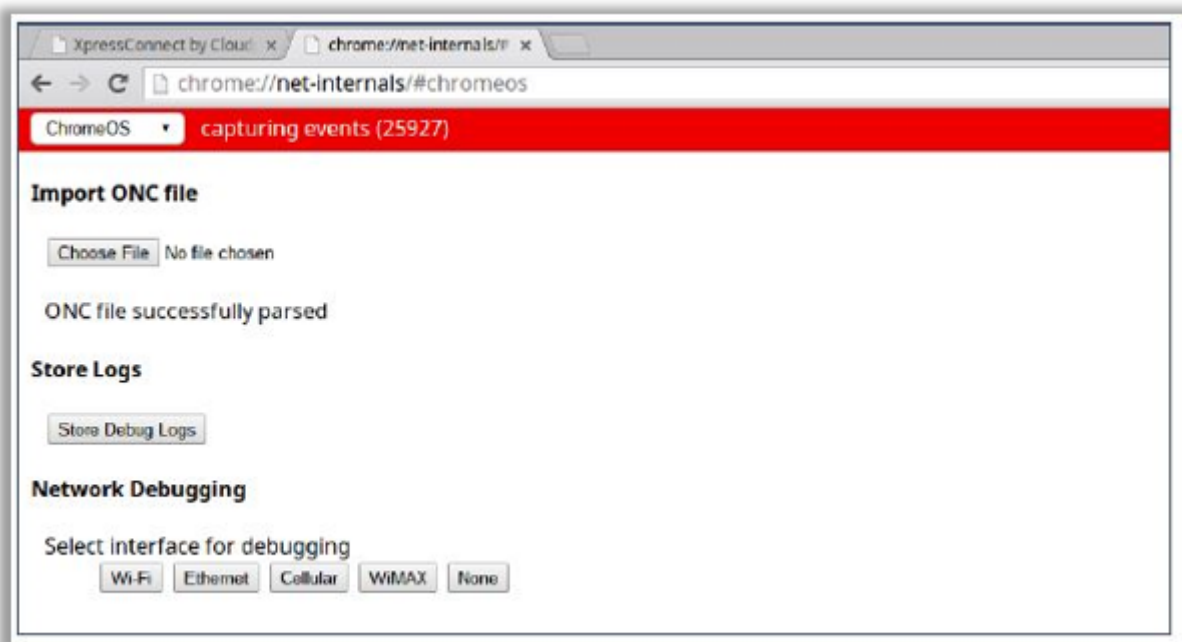 XpressConnect by Cloud x chrome://net-internals/# x
chrome://net-internals/#chromeos
ChromeOS capturing events (25927)
Import ONC file
Choose File No file chosen
ONC file successfully parsed
Store Logs
Store Debug Logs
Network Debugging
Select interface for debugging
Wi-Fi Ethernet Cellular WiMAX None